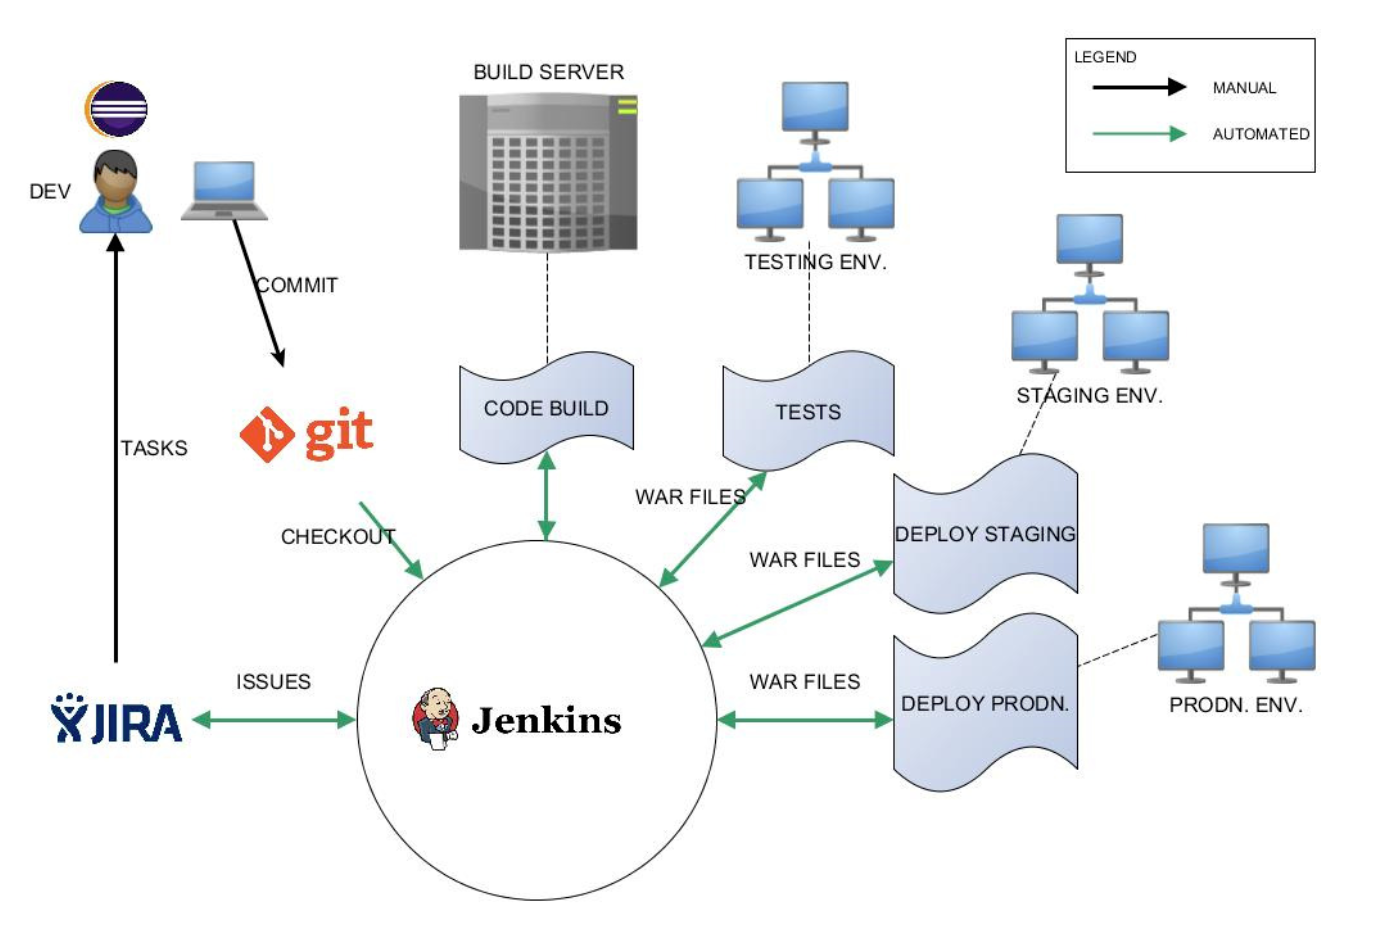 BUILD SERVER
LEGEND
MANUAL
AUTOMATED
DEV
TESTING ENV.
COMMIT
STAGING ENV.
CODE BUILD
TESTS
git
TASKS
WAR FILES
CHECKOUT
DEPLOY STAGING
WAR FILES
ISSUES
WAR FILES
DEPLOY PRODN.
PRODN. ENV.
JIRA
Jenkins